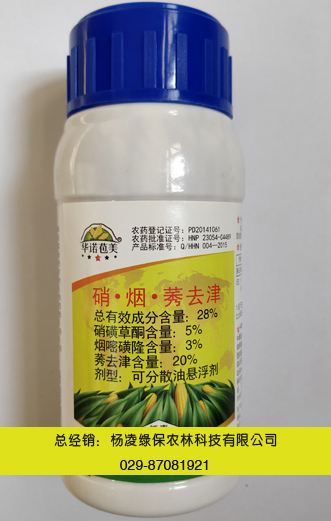 华诺苞美
农药登记证号：PD20141061
农药批准证号：HNP 23054-D4489
产品标准号：Q/HHN 004—2015
硝·烟·莠去津
总有效成分含量：28%
硝磺草酮含量：5%
烟嘧磺隆含量：3%
莠去津含量：20%
剂型：可分散油悬浮剂
总经销：杨凌绿保农林科技有限公司
029-87081921